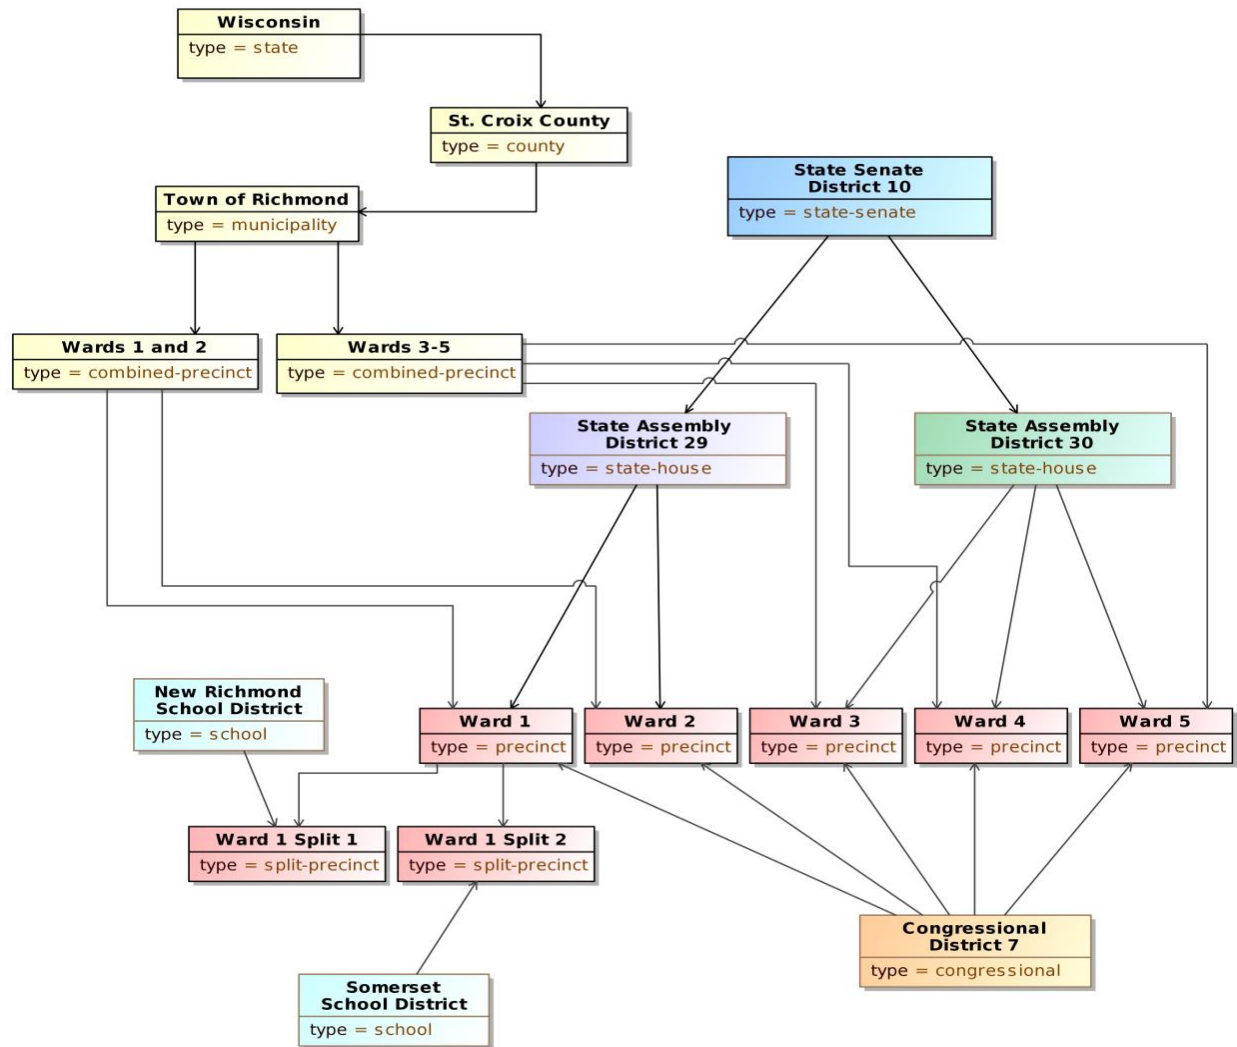 Wisconsin
type = state
St. Croix County
type = county
State Senate
District 10
type = state-senate
Town of Richmond
type = municipality
Wards 1 and 2
type = combined-precinct
Wards 3-5
type = combined-precinct
State Assembly
District 29
type = state-house
State Assembly
District 30
type = state-house
New Richmond
School District
type = school
Ward 1
type = precinct
Ward 2
type = precinct
Ward 3
type = precinct
Ward 4
type = precinct
Ward 5
type = precinct
Ward 1 Split 1
type = split-precinct
Ward 1 Split 2
type = split-precinct
Congressional
District 7
type = congressional
Somerset
School District
type = school